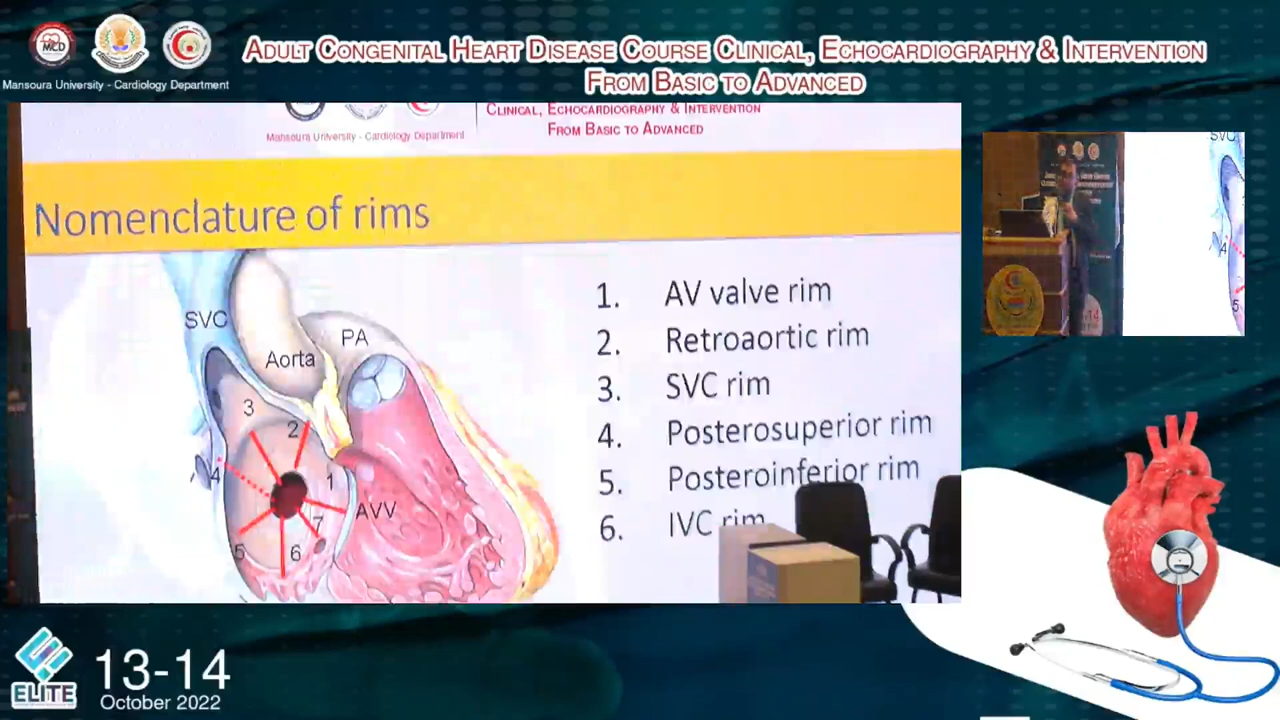 MCD
Mansoura University - Cardiology Department
ADULT CONGENITAL HEART DISEASE COURSE CLINICAL, ECHOCARDIOGRAPHY & INTERVENTION
FROM BASIC TO ADVANCED
Mansoura University - Cardiology Department
CLINICAL, ECHOCARDIOGRAPHY & INTERVENTION
FROM BASIC TO ADVANCED
Nomenclature of rims
SVC
Aorta
PA
3
2
4
1
AVV
7
5
6
1. AV valve rim
2. Retroaortic rim
3. SVC rim
4. Posterosuperior rim
5. Posteroinferior rim
6. IVC rim
SVC
4
5
ELITE
13-14
October 2022